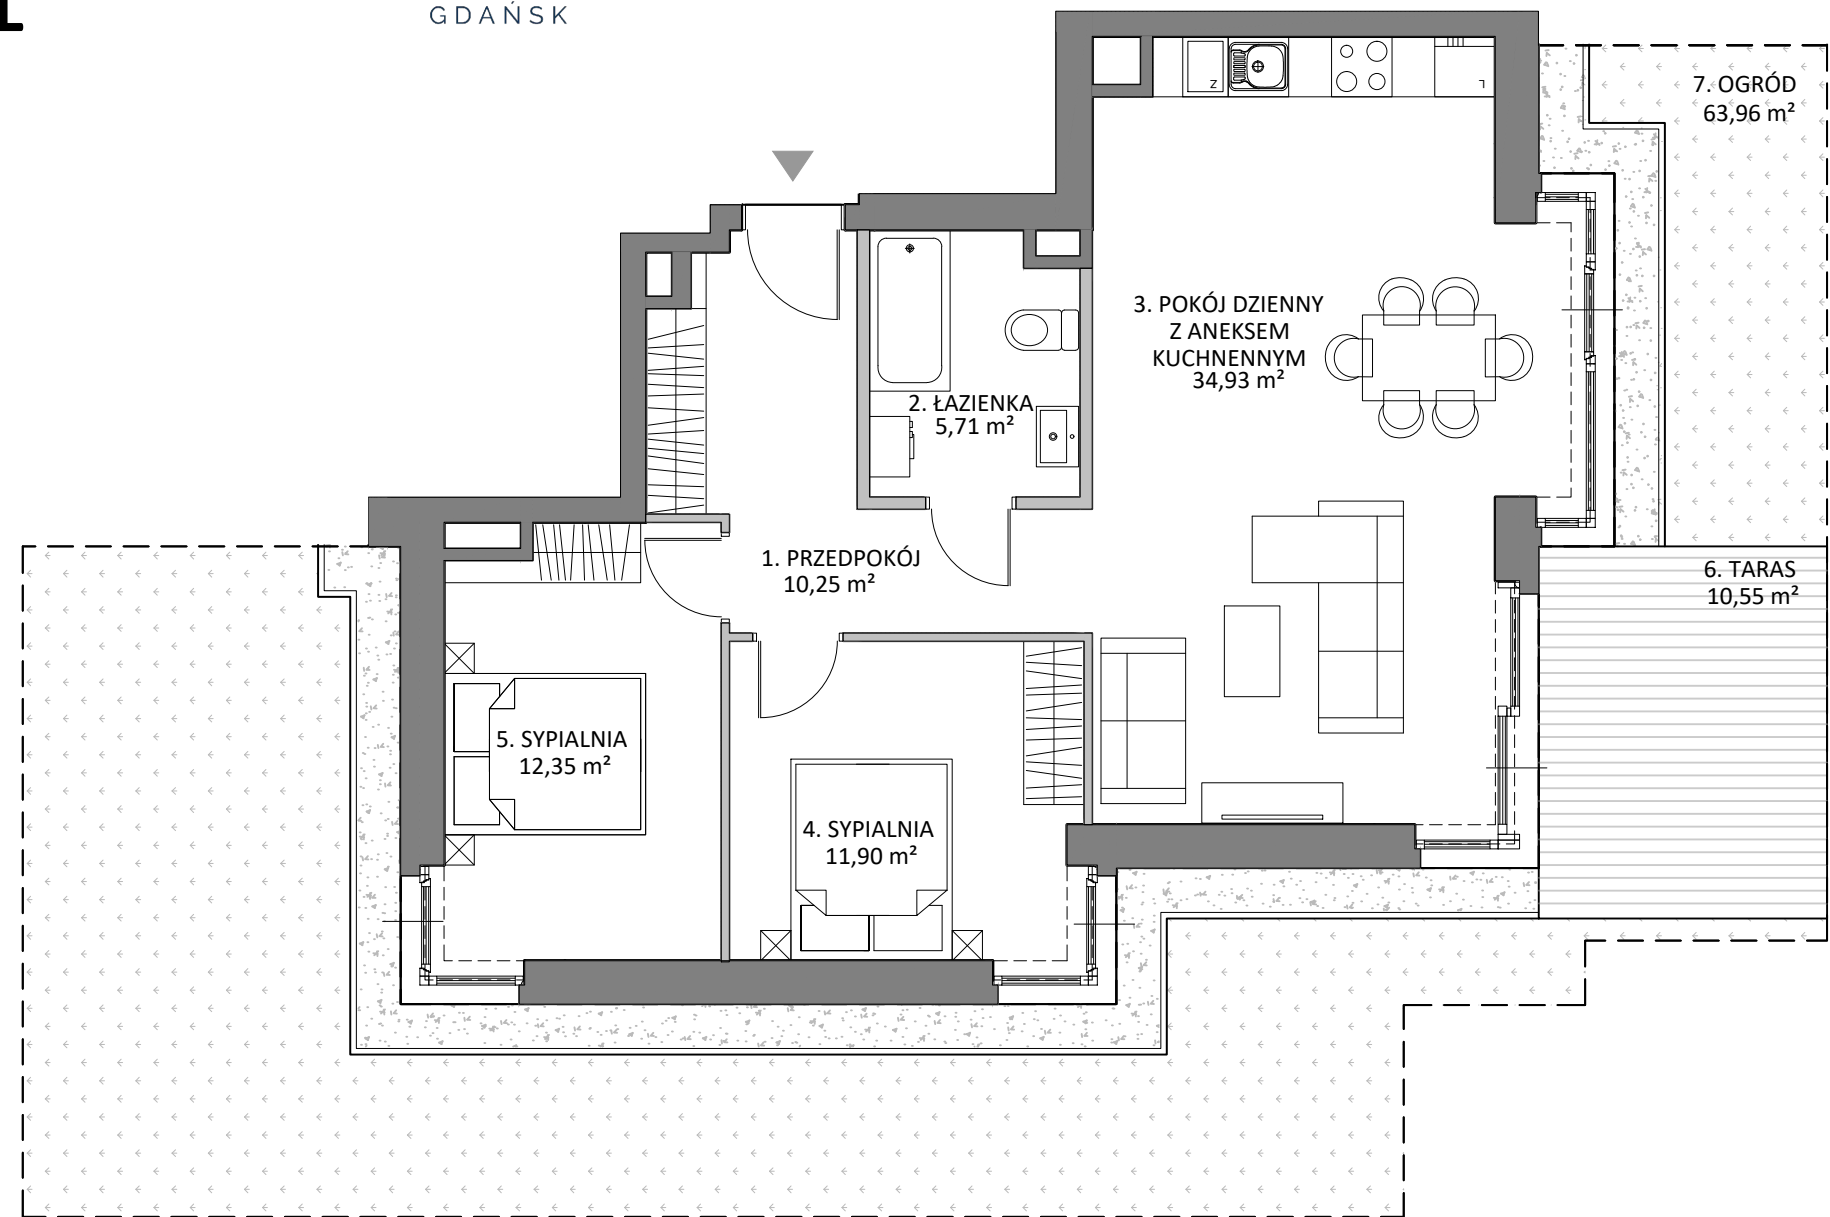 L
GDAŃSK
7. OGRÓD
63,96 m²
3. POKÓJ DZIENNY
Z ANEKSEM
KUCHNENNYM
34,93 m²
2. ŁAZIENKA
5,71 m²
1. PRZEDPOKÓJ
10,25 m²
6. TARAS
10,55 m²
5. SYPIALNIA
12,35 m²
4. SYPIALNIA
11,90 m²
Z
L